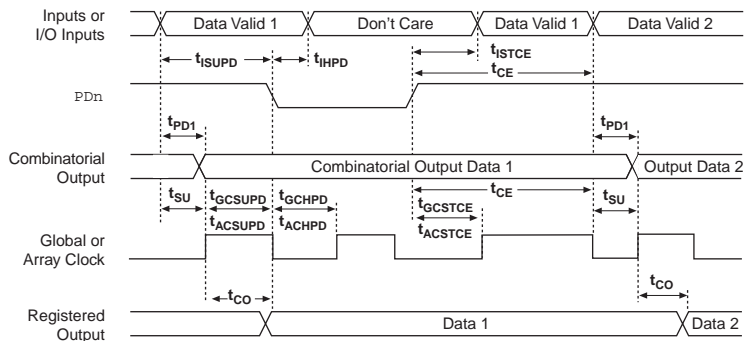 Inputs or
I/O Inputs
Data Valid 1
Don't Care
Data Valid 1
Data Valid 2
tISUPD
tIHPD
tISTCE
tCE
PDn
tPD1
tPD1
Combinatorial
Output
Combinatorial Output Data 1
Output Data 2
tSU
tGCSUPD
tGCHPD
tCE
tGCSTCE
tSU
tACSUPD
tACHPD
tACSTCE
Global or
Array Clock
tCO
tCO
Registered
Output
Data 1
Data 2